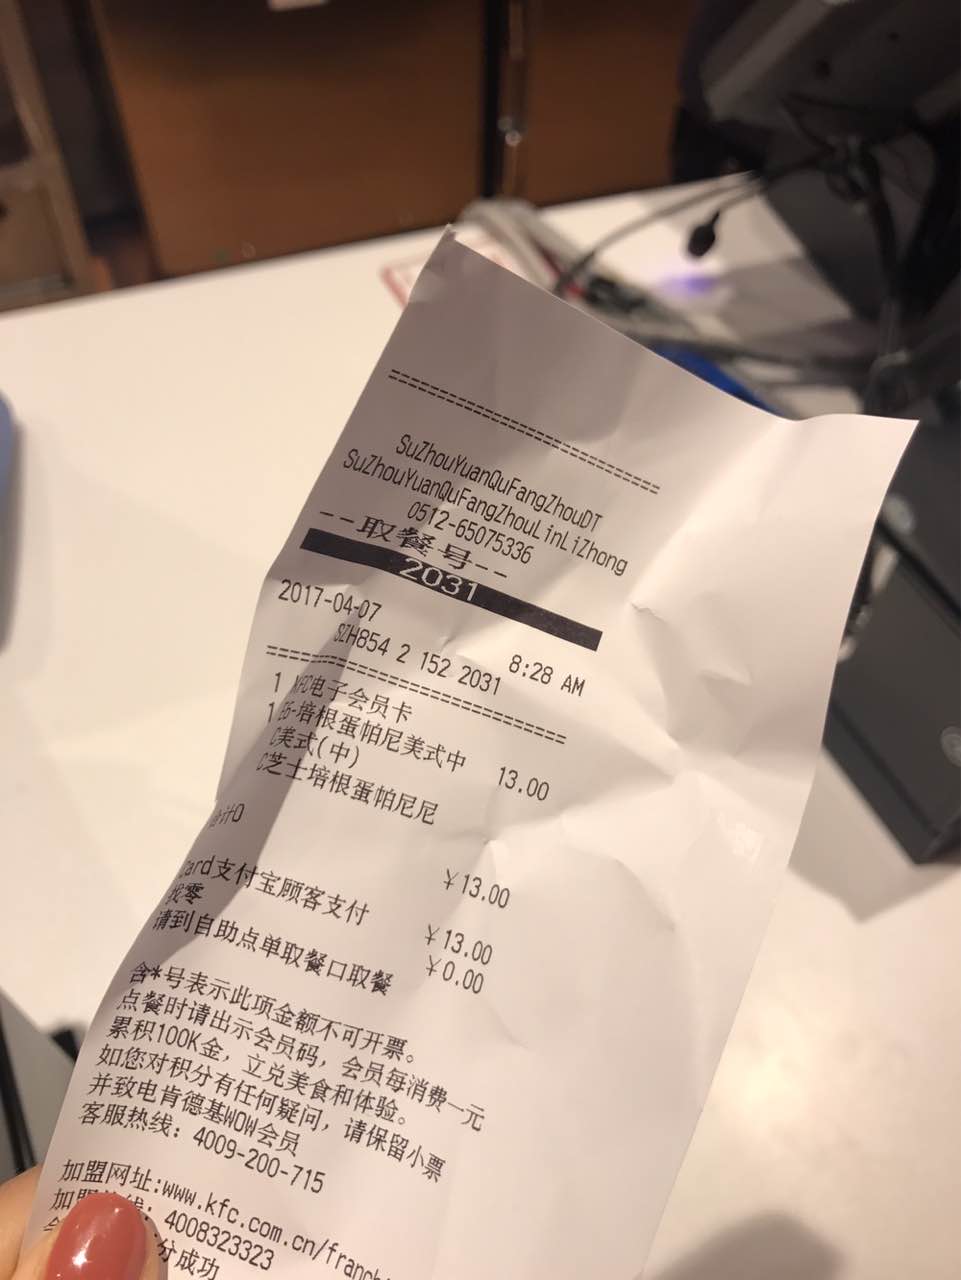 ==============================
SuZhouYuanQuFangZhouDT
SuZhouYuanQuFangZhouLinLiZhong
0512-65075336
--取餐号--
2031
2017-04-07 8:28 AM
SZH854 2 152 2031
==============================
1 KFC电子会员卡
1 E6-培根蛋帕尼美式中 13.00
C美式(中)
C芝士培根蛋帕尼尼
合计0 ¥13.00
Card支付宝顾客支付 ¥13.00
找零 ¥0.00
请到自助点单取餐口取餐
含*号表示此项金额不可开票。
点餐时请出示会员码，会员每消费一元
累积100K金，立兑美食和体验。
如您对积分有任何疑问，请保留小票
并致电肯德基WOW会员
客服热线：4009-200-715
加盟网址:www.kfc.com.cn/franch
加盟热线：4008323323
分成功